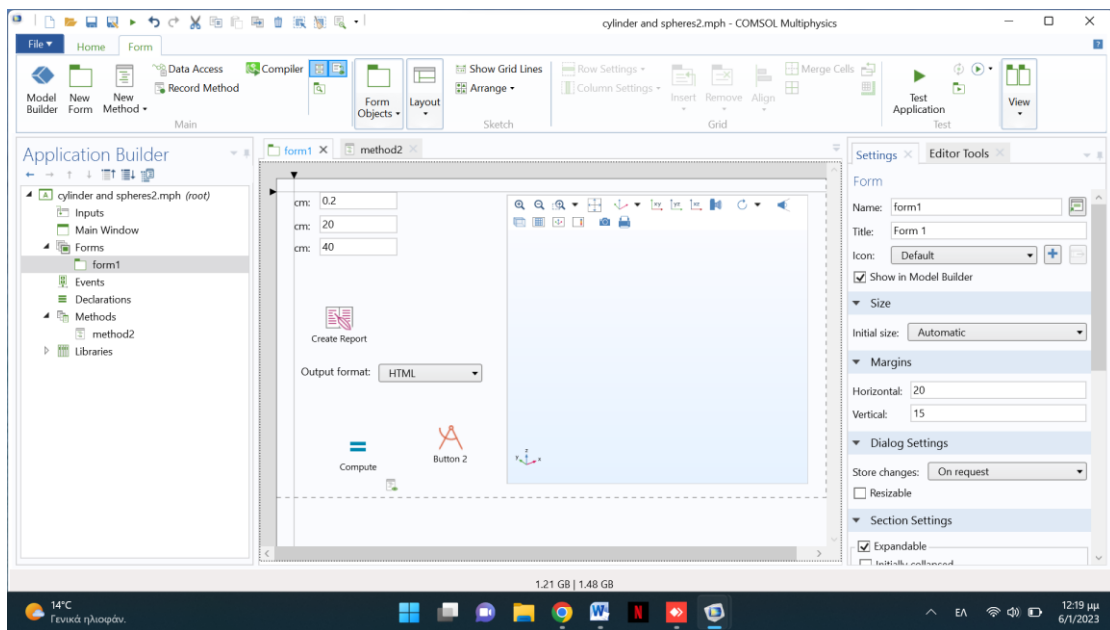 cylinder and spheres2.mph - COMSOL Multiphysics
File Home Form
Model Builder
New Form
New Method
Data Access
Record Method
Main
Compiler
Form Objects
Layout
Show Grid Lines
Arrange
Sketch
Row Settings
Column Settings
Insert Remove Align
Merge Cells
Grid
Test Application
Test
View
Application Builder
cylinder and spheres2.mph (root)
Inputs
Main Window
Forms
form1
Events
Declarations
Methods
method2
Libraries
form1 method2
cm: 0.2
cm: 20
cm: 40
Create Report
Output format: HTML
Compute
Button 2
xy yz xz
z
y x
Settings Editor Tools
Form
Name: form1
Title: Form 1
Icon: Default
Show in Model Builder
Size
Initial size: Automatic
Margins
Horizontal: 20
Vertical: 15
Dialog Settings
Store changes: On request
Resizable
Section Settings
Expandable
Initially collapsed
1.21 GB | 1.48 GB
14°C
Γενικά ηλιοφάν.
W
N
ΕΛ
12:19 μμ
6/1/2023